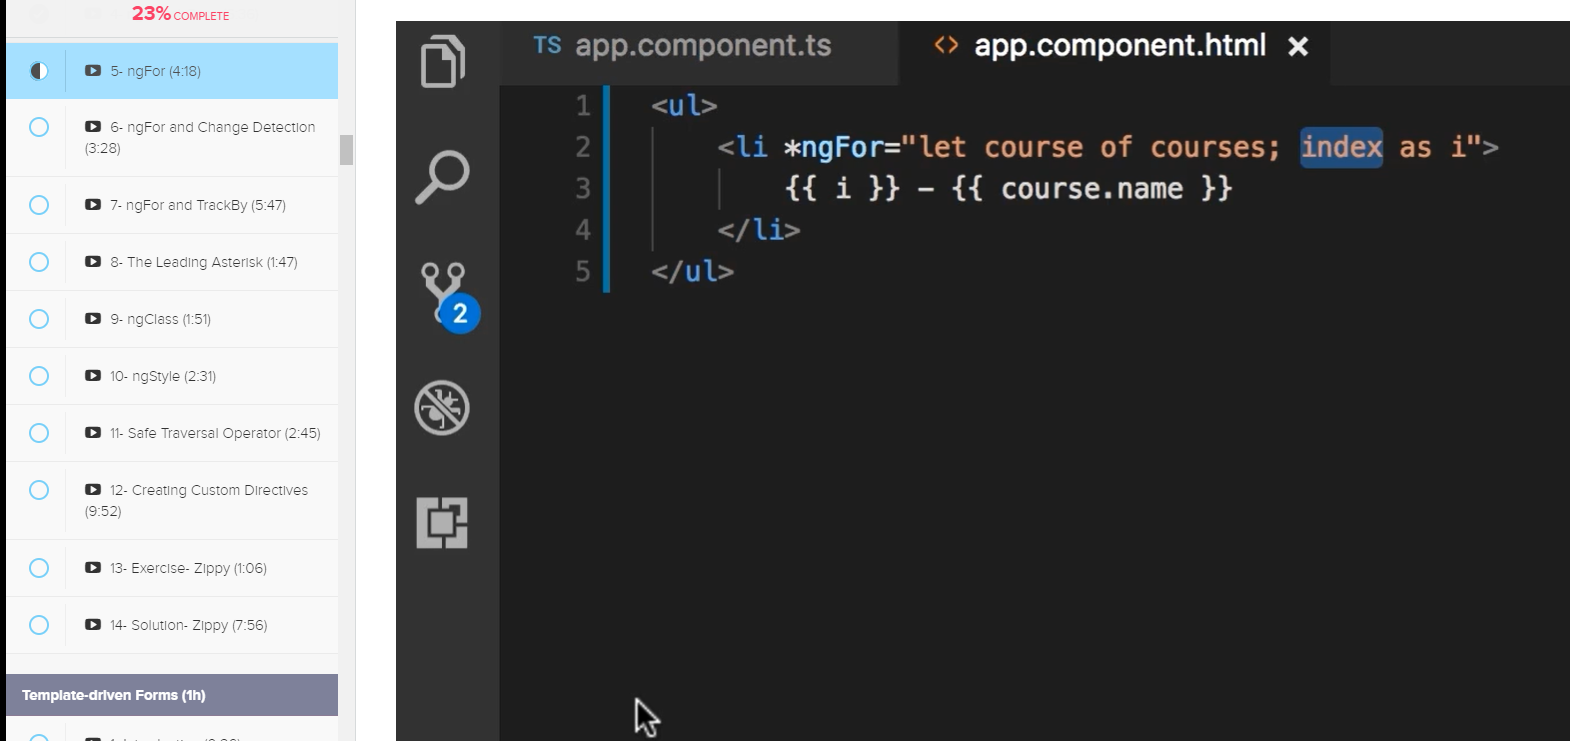 23% COMPLETE
5- ngFor (4:18)
6- ngFor and Change Detection
(3:28)
7- ngFor and TrackBy (5:47)
8- The Leading Asterisk (1:47)
9- ngClass (1:51)
10- ngStyle (2:31)
11- Safe Traversal Operator (2:45)
12- Creating Custom Directives
(9:52)
13- Exercise- Zippy (1:06)
14- Solution- Zippy (7:56)
Template-driven Forms (1h)
TS app.component.ts
<> app.component.html ×
1 <ul>
2 <li *ngFor="let course of courses; index as i">
3 {{ i }} – {{ course.name }}
4 </li>
5 </ul>
2